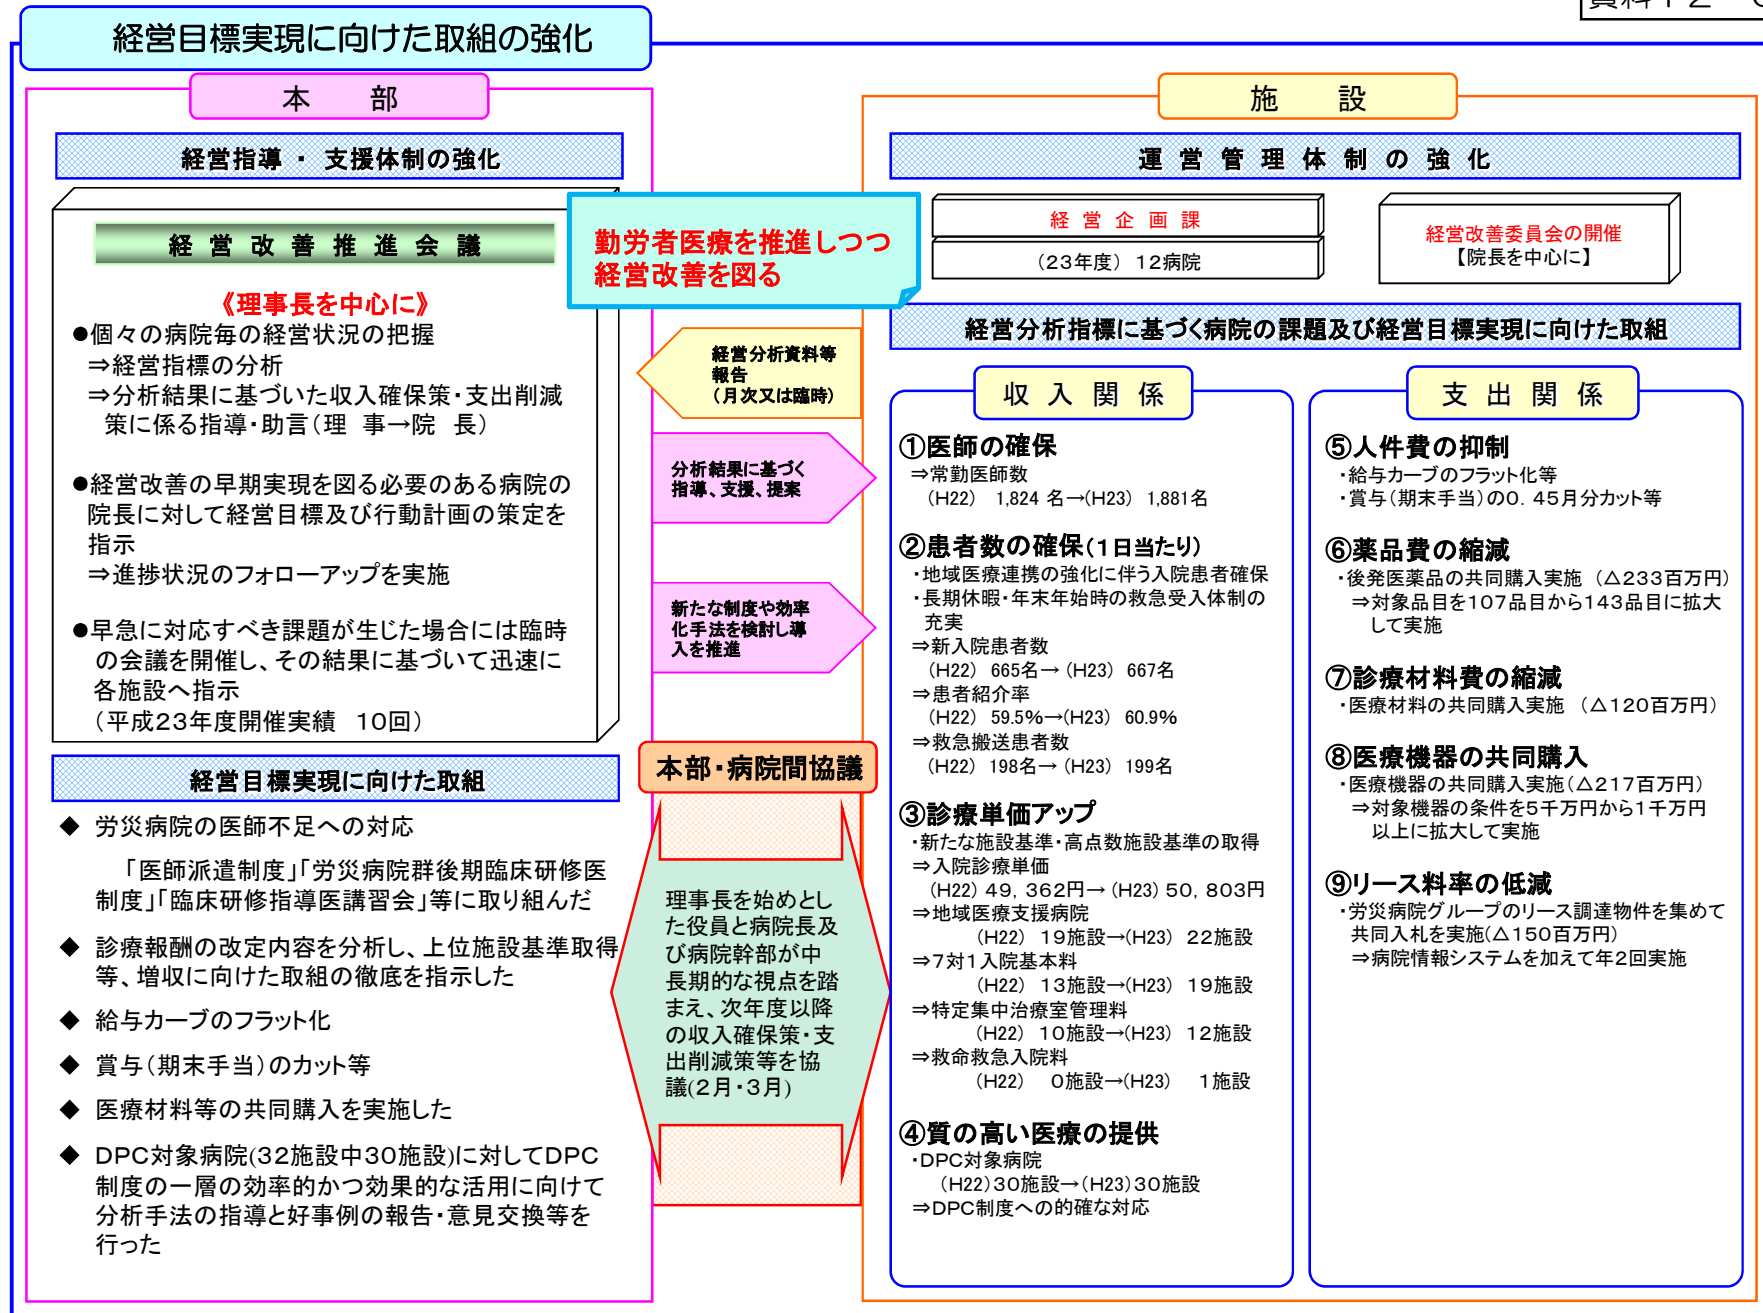 資料12
経営目標実現に向けた取組の強化
本 部
経営指導 ・ 支援体制の強化
経 営 改 善 推 進 会 議
《理事長を中心に》
●個々の病院毎の経営状況の把握
⇒経営指標の分析
⇒分析結果に基づいた収入確保策・支出削減
策に係る指導・助言(理 事→院 長)
●経営改善の早期実現を図る必要のある病院の
院長に対して経営目標及び行動計画の策定を
指示
⇒進捗状況のフォローアップを実施
●早急に対応すべき課題が生じた場合には臨時
の会議を開催し、その結果に基づいて迅速に
各施設へ指示
(平成23年度開催実績 10回)
経営目標実現に向けた取組
◆ 労災病院の医師不足への対応
「医師派遣制度」「労災病院群後期臨床研修医
制度」「臨床研修指導医講習会」等に取り組んだ
◆ 診療報酬の改定内容を分析し、上位施設基準取得
等、増収に向けた取組の徹底を指示した
◆ 給与カーブのフラット化
◆ 賞与(期末手当)のカット等
◆ 医療材料等の共同購入を実施した
◆ DPC対象病院(32施設中30施設)に対してDPC
制度の一層の効率的かつ効果的な活用に向けて
分析手法の指導と好事例の報告・意見交換等を
行った
勤労者医療を推進しつつ
経営改善を図る
経営分析資料等
報告
(月次又は臨時)
分析結果に基づく
指導、支援、提案
新たな制度や効率
化手法を検討し導
入を推進
本部・病院間協議
理事長を始めとし
た役員と病院長及
び病院幹部が中
長期的な視点を踏
まえ、次年度以降
の収入確保策・支
出削減策等を協
議(2月・3月)
施 設
運 営 管 理 体 制 の 強 化
経 営 企 画 課
(23年度) 12病院
経営改善委員会の開催
【院長を中心に】
経営分析指標に基づく病院の課題及び経営目標実現に向けた取組
収 入 関 係
①医師の確保
⇒常勤医師数
(H22) 1,824 名→(H23) 1,881名
②患者数の確保(1日当たり)
・地域医療連携の強化に伴う入院患者確保
・長期休暇・年末年始時の救急受入体制の
充実
⇒新入院患者数
(H22) 665名→(H23) 667名
⇒患者紹介率
(H22) 59.5%→(H23) 60.9%
⇒救急搬送患者数
(H22) 198名→(H23) 199名
③診療単価アップ
・新たな施設基準・高点数施設基準の取得
⇒入院診療単価
(H22)49,362円→(H23)50,803円
⇒地域医療支援病院
(H22) 19施設→(H23) 22施設
⇒7対1入院基本料
(H22) 13施設→(H23) 19施設
⇒特定集中治療室管理料
(H22) 10施設→(H23) 12施設
⇒救命救急入院料
(H22) 0施設→(H23) 1施設
④質の高い医療の提供
・DPC対象病院
(H22)30施設→(H23)30施設
⇒DPC制度への的確な対応
支 出 関 係
⑤人件費の抑制
・給与カーブのフラット化等
・賞与(期末手当)の0.45月分カット等
⑥薬品費の縮減
・後発医薬品の共同購入実施 (△233百万円)
⇒対象品目を107品目から143品目に拡大
して実施
⑦診療材料費の縮減
・医療材料の共同購入実施 (△120百万円)
⑧医療機器の共同購入
・医療機器の共同購入実施(△217百万円)
⇒対象機器の条件を5千万円から1千万円
以上に拡大して実施
⑨リース料率の低減
・労災病院グループのリース調達物件を集めて
共同入札を実施(△150百万円)
⇒病院情報システムを加えて年2回実施